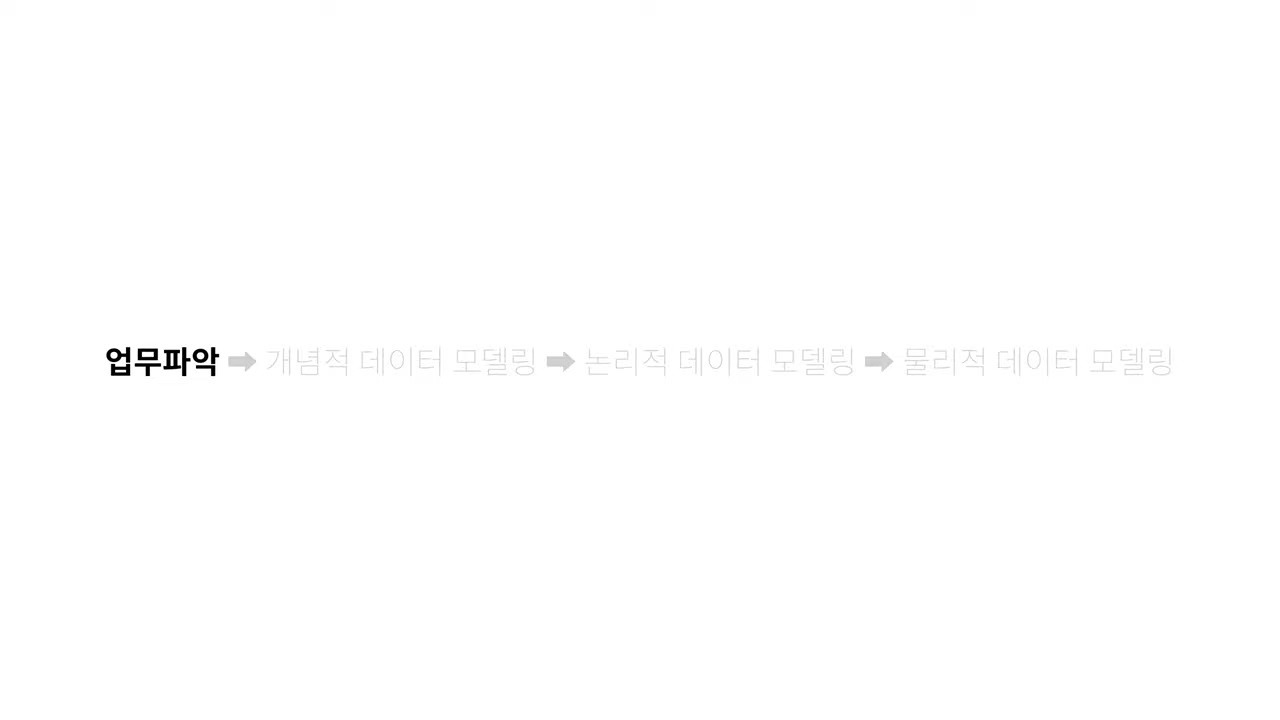 업무파악 ➡ 개념적 데이터 모델링 ➡ 논리적 데이터 모델링 ➡ 물리적 데이터 모델링